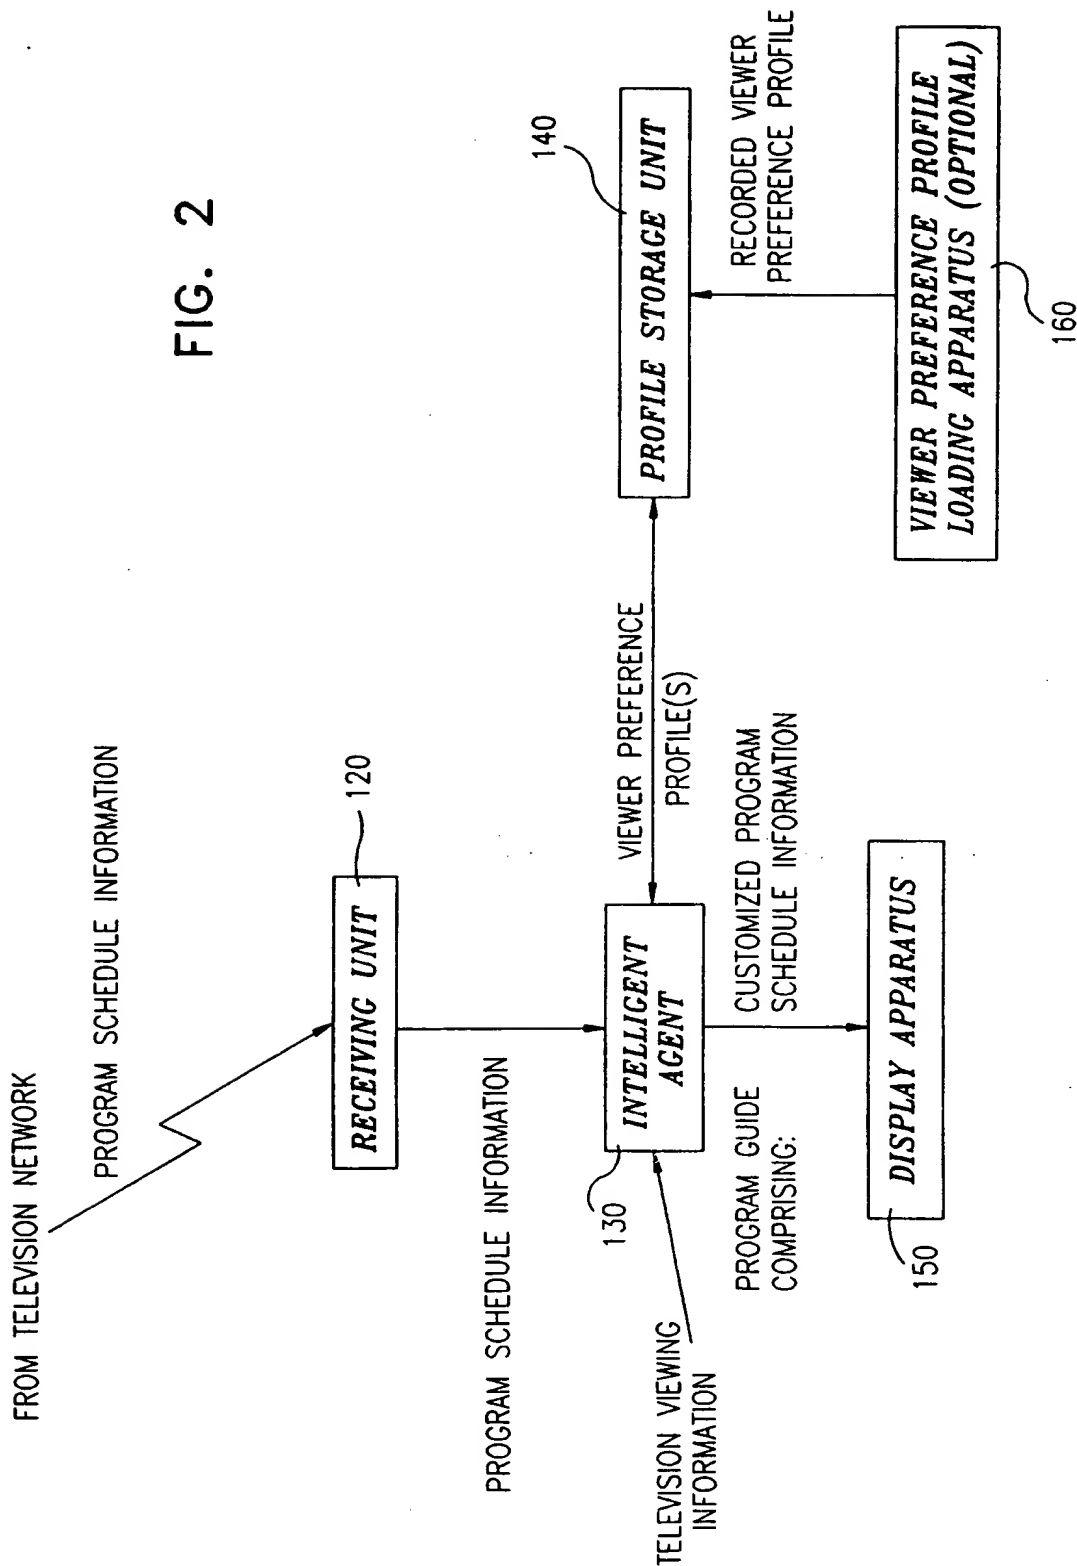 FIG. 2
FROM TELEVISION NETWORK
PROGRAM SCHEDULE INFORMATION
RECEIVING UNIT
120
PROGRAM SCHEDULE INFORMATION
TELEVISION VIEWING
INFORMATION
130
INTELLIGENT
AGENT
VIEWER PREFERENCE
PROFILE(S)
140
PROFILE STORAGE UNIT
PROGRAM GUIDE
COMPRISING:
CUSTOMIZED PROGRAM
SCHEDULE INFORMATION
RECORDED VIEWER
PREFERENCE PROFILE
150
DISPLAY APPARATUS
VIEWER PREFERENCE PROFILE
LOADING APPARATUS (OPTIONAL)
160